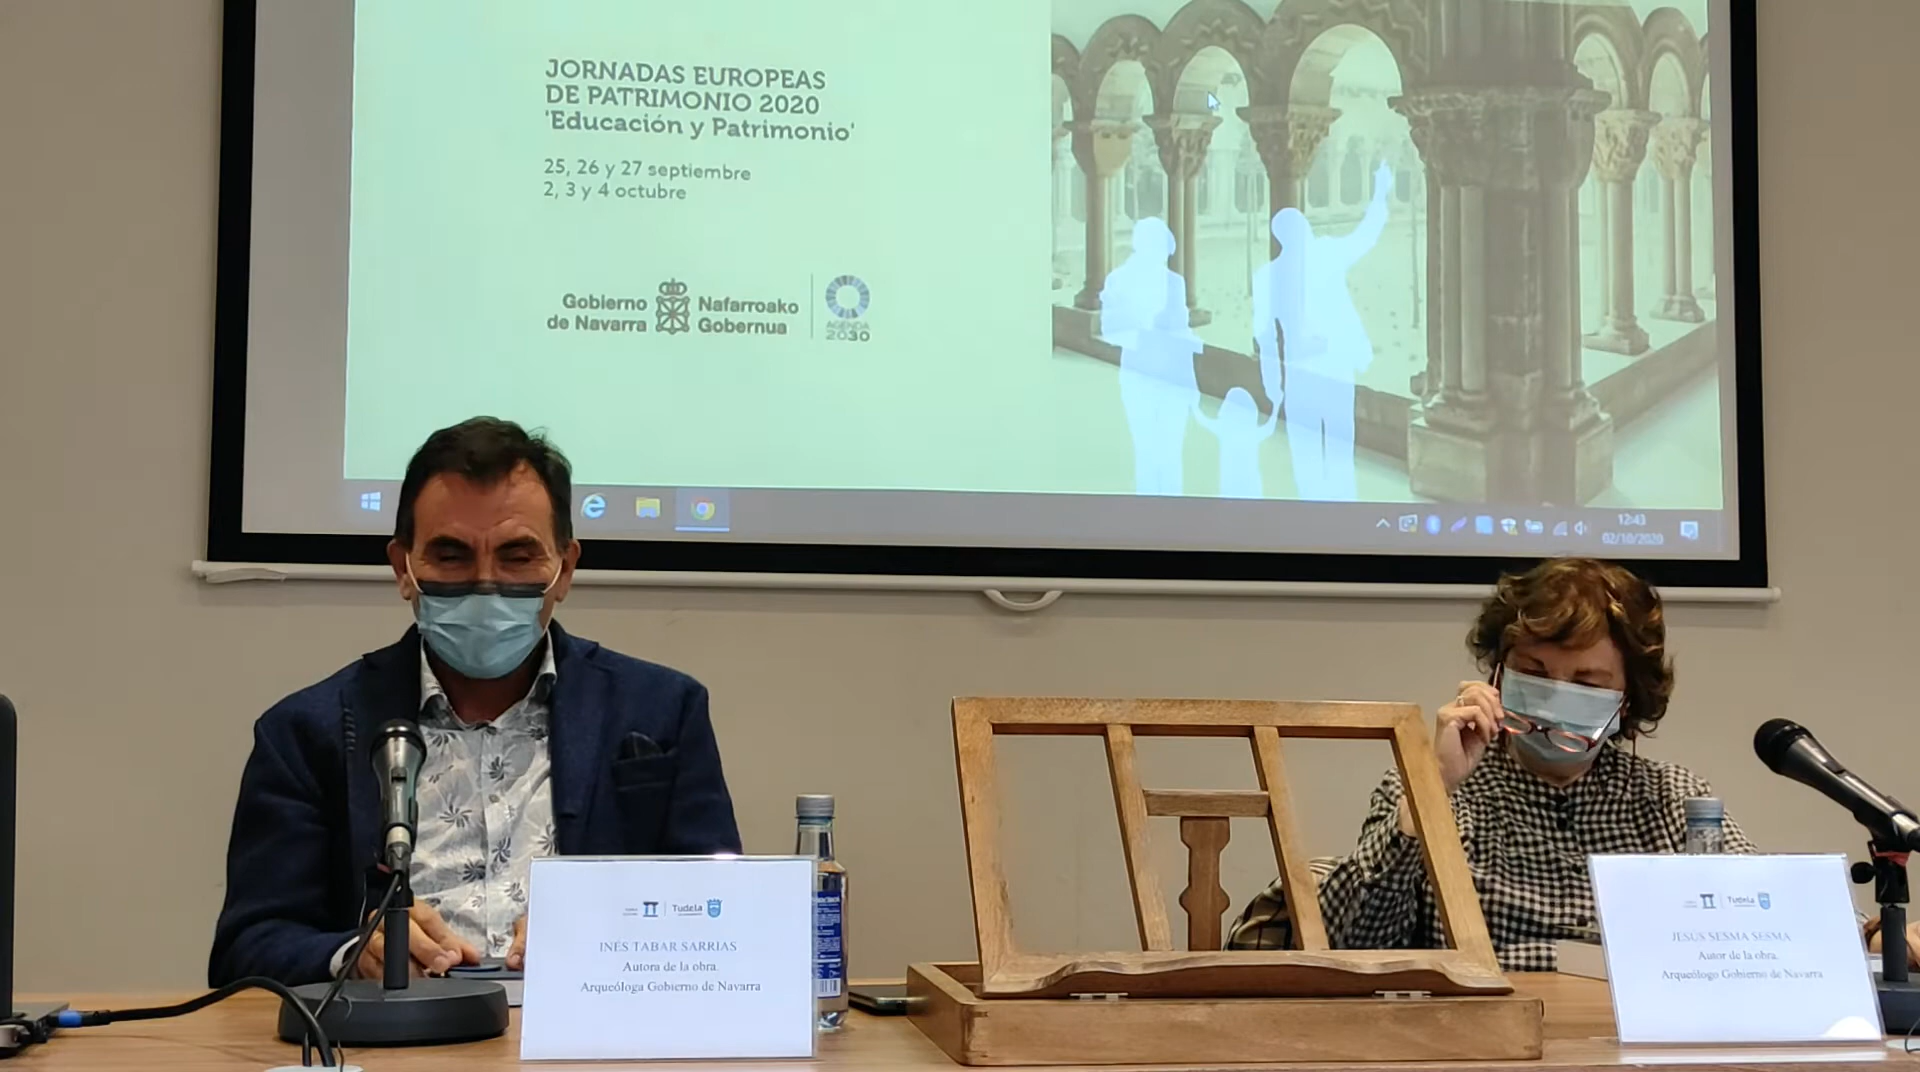 JORNADAS EUROPEAS
DE PATRIMONIO 2020
'Educación y Patrimonio'
25, 26 y 27 septiembre
2, 3 y 4 octubre
Gobierno
de Navarra
Nafarroako
Gobernua
AGENDA
2030
12:43
02/10/2020
Tudela
INÉS TABAR SARRIAS
Autora de la obra.
Arqueóloga Gobierno de Navarra
Tudela
JESÚS SESMA SESMA
Autor de la obra.
Arqueólogo Gobierno de Navarra